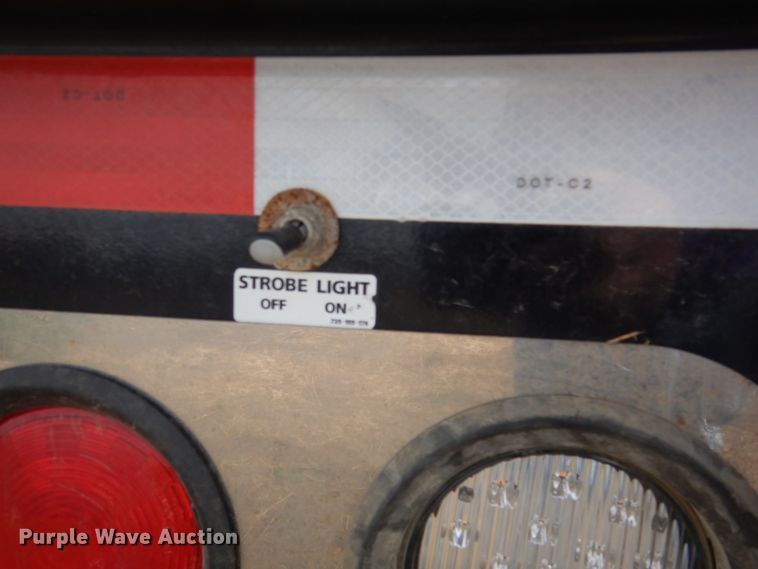 DOT-C2
DOT-C2
STROBE LIGHT
OFF ON
Purple Wave Auction